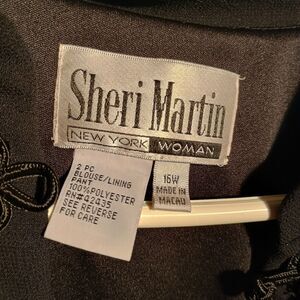 Sheri Martin
NEW YORK WOMAN
2 PC
BLOUSE/LINING
PANT
100% POLYESTER
RN# 42435
SEE REVERSE
FOR CARE
16W
MADE IN
MACAU